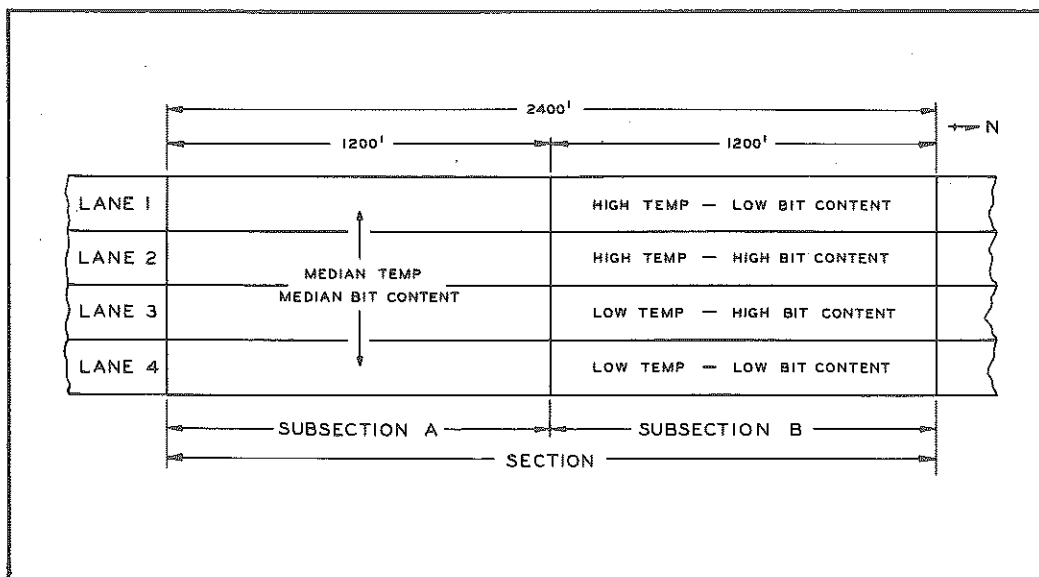 2400'
N
1200'
1200'
LANE 1
HIGH TEMP — LOW BIT CONTENT
LANE 2
HIGH TEMP — HIGH BIT CONTENT
MEDIAN TEMP
MEDIAN BIT CONTENT
LANE 3
LOW TEMP — HIGH BIT CONTENT
LANE 4
LOW TEMP — LOW BIT CONTENT
SUBSECTION A
SUBSECTION B
SECTION